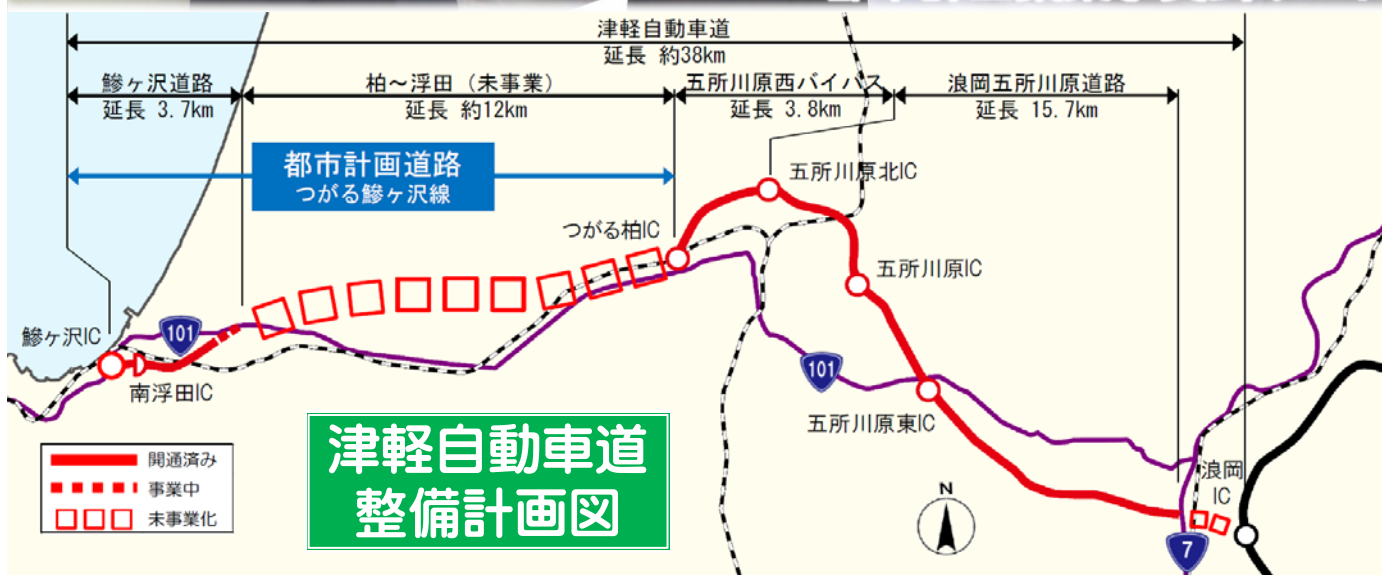 津軽自動車道
延長 約38km
鰺ヶ沢道路
延長 3.7km
柏～浮田（未事業）
延長 約12km
五所川原西バイパス
延長 3.8km
浪岡五所川原道路
延長 15.7km
都市計画道路
つがる鰺ヶ沢線
五所川原北IC
つがる柏IC
五所川原IC
鰺ヶ沢IC
101
南浮田IC
101
五所川原東IC
浪岡
IC
津軽自動車道
整備計画図
開通済み
事業中
未事業化
N
7